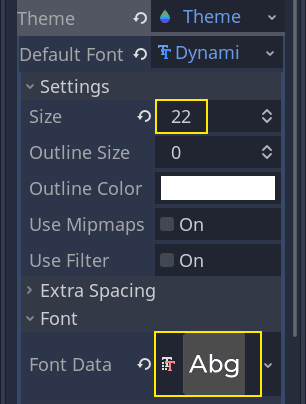 Theme Theme
Default Font Dynami
Settings
Size 22
Outline Size 0
Outline Color
Use Mipmaps On
Use Filter On
Extra Spacing
Font
Font Data Abg